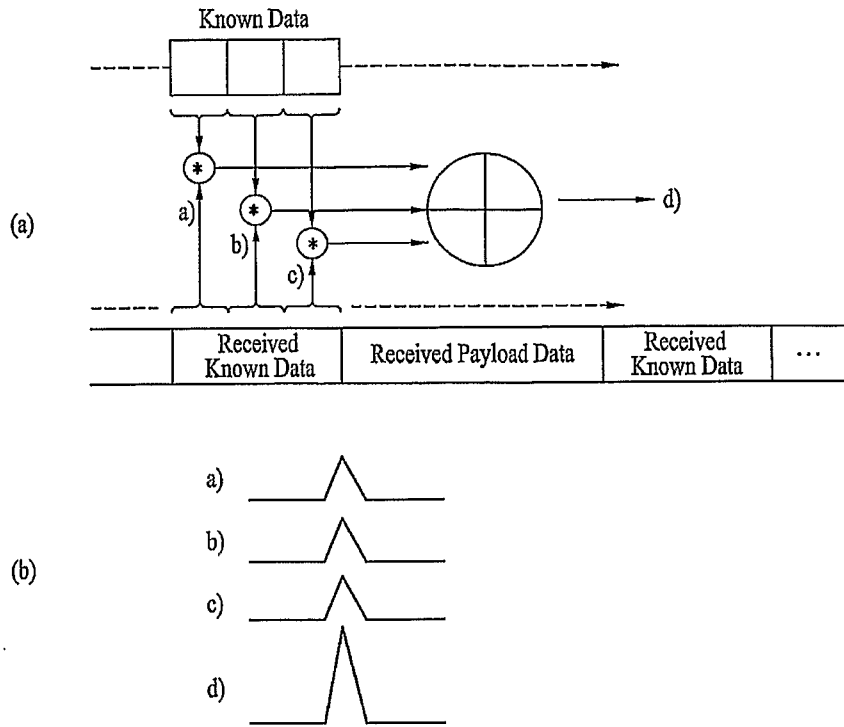 Known Data
*
a)
*
b)
*
c)
d)
(a)
Received
Known Data
Received Payload Data
Received
Known Data
...
a)
b)
(b)
c)
d)